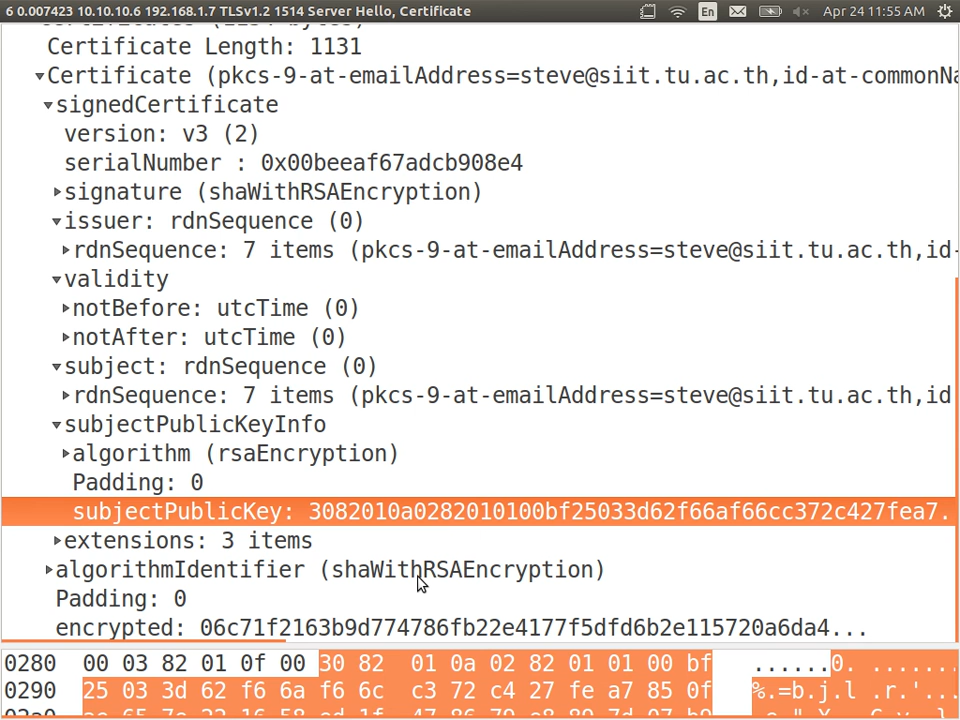 6 0.007423 10.10.10.6 192.168.1.7 TLSv1.2 1514 Server Hello, Certificate En Apr 24 11:55 AM
Certificate Length: 1131
Certificate (pkcs-9-at-emailAddress=steve@siit.tu.ac.th,id-at-commonNa
signedCertificate
version: v3 (2)
serialNumber : 0x00beeaf67adcb908e4
signature (shaWithRSAEncryption)
issuer: rdnSequence (0)
rdnSequence: 7 items (pkcs-9-at-emailAddress=steve@siit.tu.ac.th,id-
validity
notBefore: utcTime (0)
notAfter: utcTime (0)
subject: rdnSequence (0)
rdnSequence: 7 items (pkcs-9-at-emailAddress=steve@siit.tu.ac.th,id
subjectPublicKeyInfo
algorithm (rsaEncryption)
Padding: 0
subjectPublicKey: 3082010a0282010100bf25033d62f66af66cc372c427fea7.
extensions: 3 items
algorithmIdentifier (shaWithRSAEncryption)
Padding: 0
encrypted: 06c71f2163b9d774786fb22e4177f5dfd6b2e115720a6da4...
0280 00 03 82 01 0f 00 30 82 01 0a 02 82 01 01 00 bf ......0. .......
0290 25 03 3d 62 f6 6a f6 6c c3 72 c4 27 fe a7 85 0f %.=b.j.l .r.'...